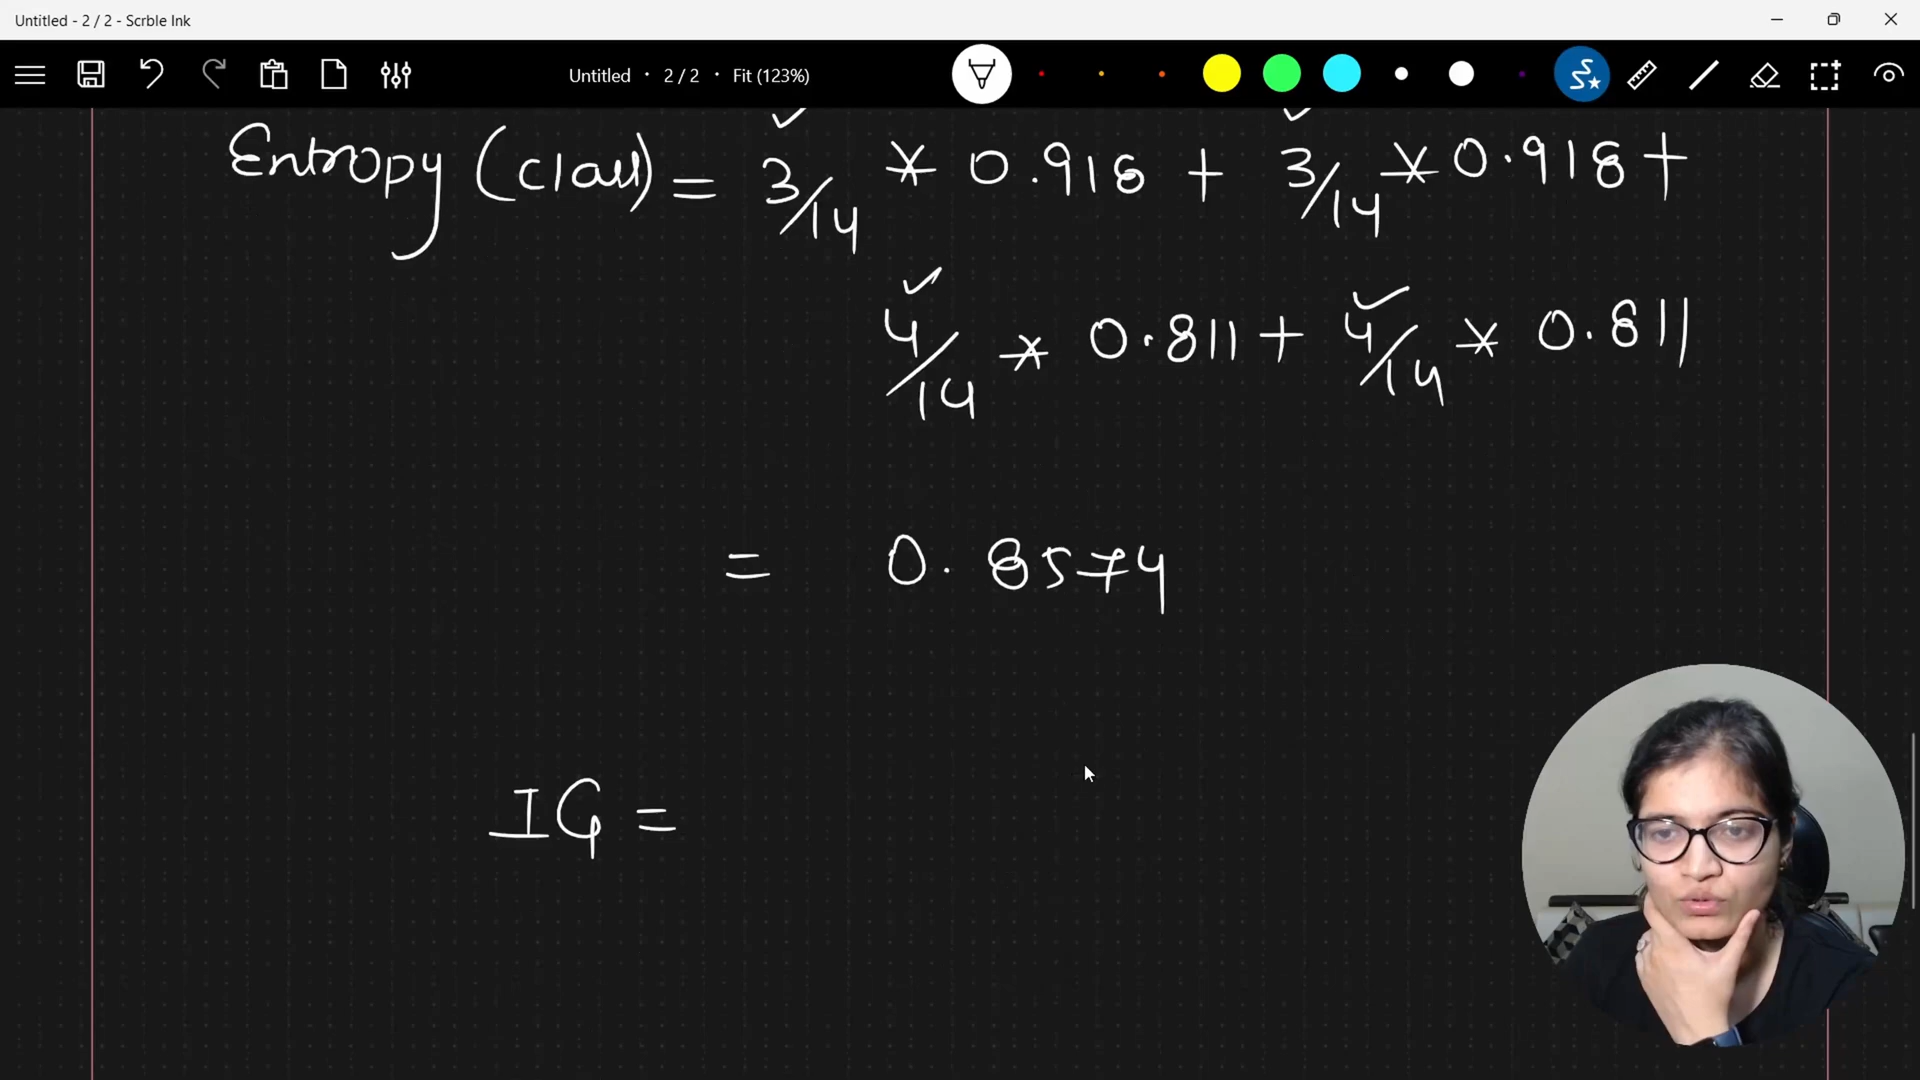 Untitled - 2 / 2 - Scrble Ink
Untitled • 2 / 2 • Fit (123%)
Entropy (class) = 3/14 * 0.918 + 3/14 * 0.918 +
4/14 * 0.811 + 4/14 * 0.811
= 0.8574
IG =